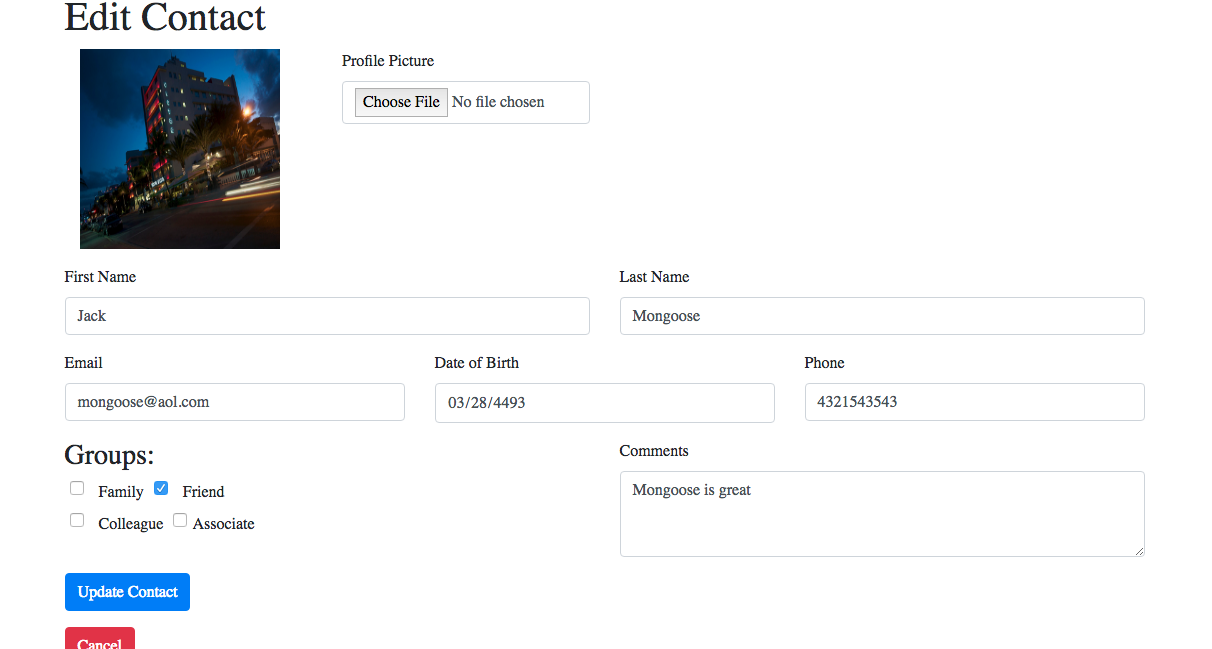 Edit Contact
Profile Picture
Choose File No file chosen
First Name
Last Name
Jack
Mongoose
Email
Date of Birth
Phone
mongoose@aol.com
03/28/4493
4321543543
Groups:
Comments
Family
Friend
Mongoose is great
Colleague
Associate
Update Contact
Cancel